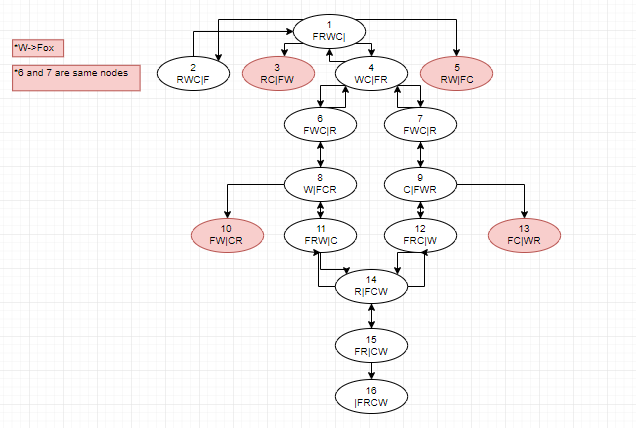 1
FRWC|
*W->Fox
*6 and 7 are same nodes
2
RWC|F
3
RC|FW
4
WC|FR
5
RW|FC
6
FWC|R
7
FWC|R
8
W|FCR
9
C|FWR
10
FW|CR
11
FRW|C
12
FRC|W
13
FC|WR
14
R|FCW
15
FR|CW
16
|FRCW